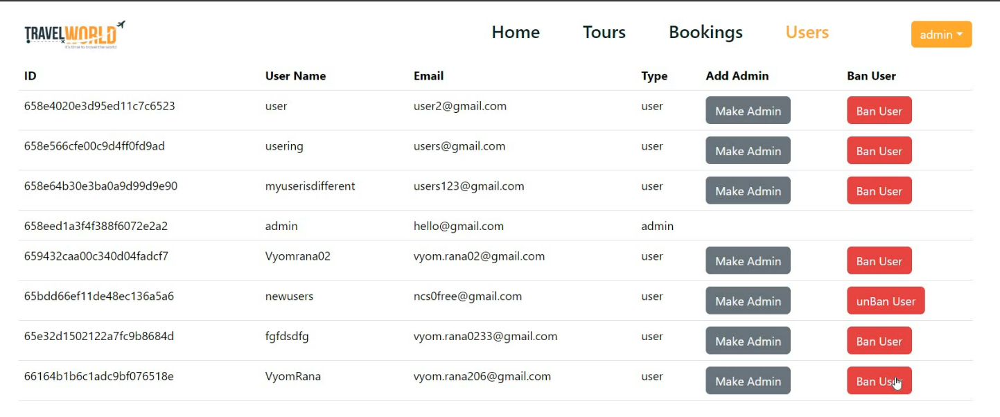 TRAVELWORLD
it's time to travel the world
Home Tours Bookings Users admin
ID User Name Email Type Add Admin Ban User
658e4020e3d95ed11c7c6523 user user2@gmail.com user Make Admin Ban User
658e566cfe00c9d4ff0fd9ad usering users@gmail.com user Make Admin Ban User
658e64b30e3ba0a9d99d9e90 myuserisdifferent users123@gmail.com user Make Admin Ban User
658eed1a3f4f388f6072e2a2 admin hello@gmail.com admin
659432caa00c340d04fadcf7 Vyomrana02 vyom.rana02@gmail.com user Make Admin Ban User
65bdd66ef11de48ec136a5a6 newusers ncs0free@gmail.com user Make Admin unBan User
65e32d1502122a7fc9b8684d fgfdsdfg vyom.rana0233@gmail.com user Make Admin Ban User
66164b1b6c1adc9bf076518e VyomRana vyom.rana206@gmail.com user Make Admin Ban User